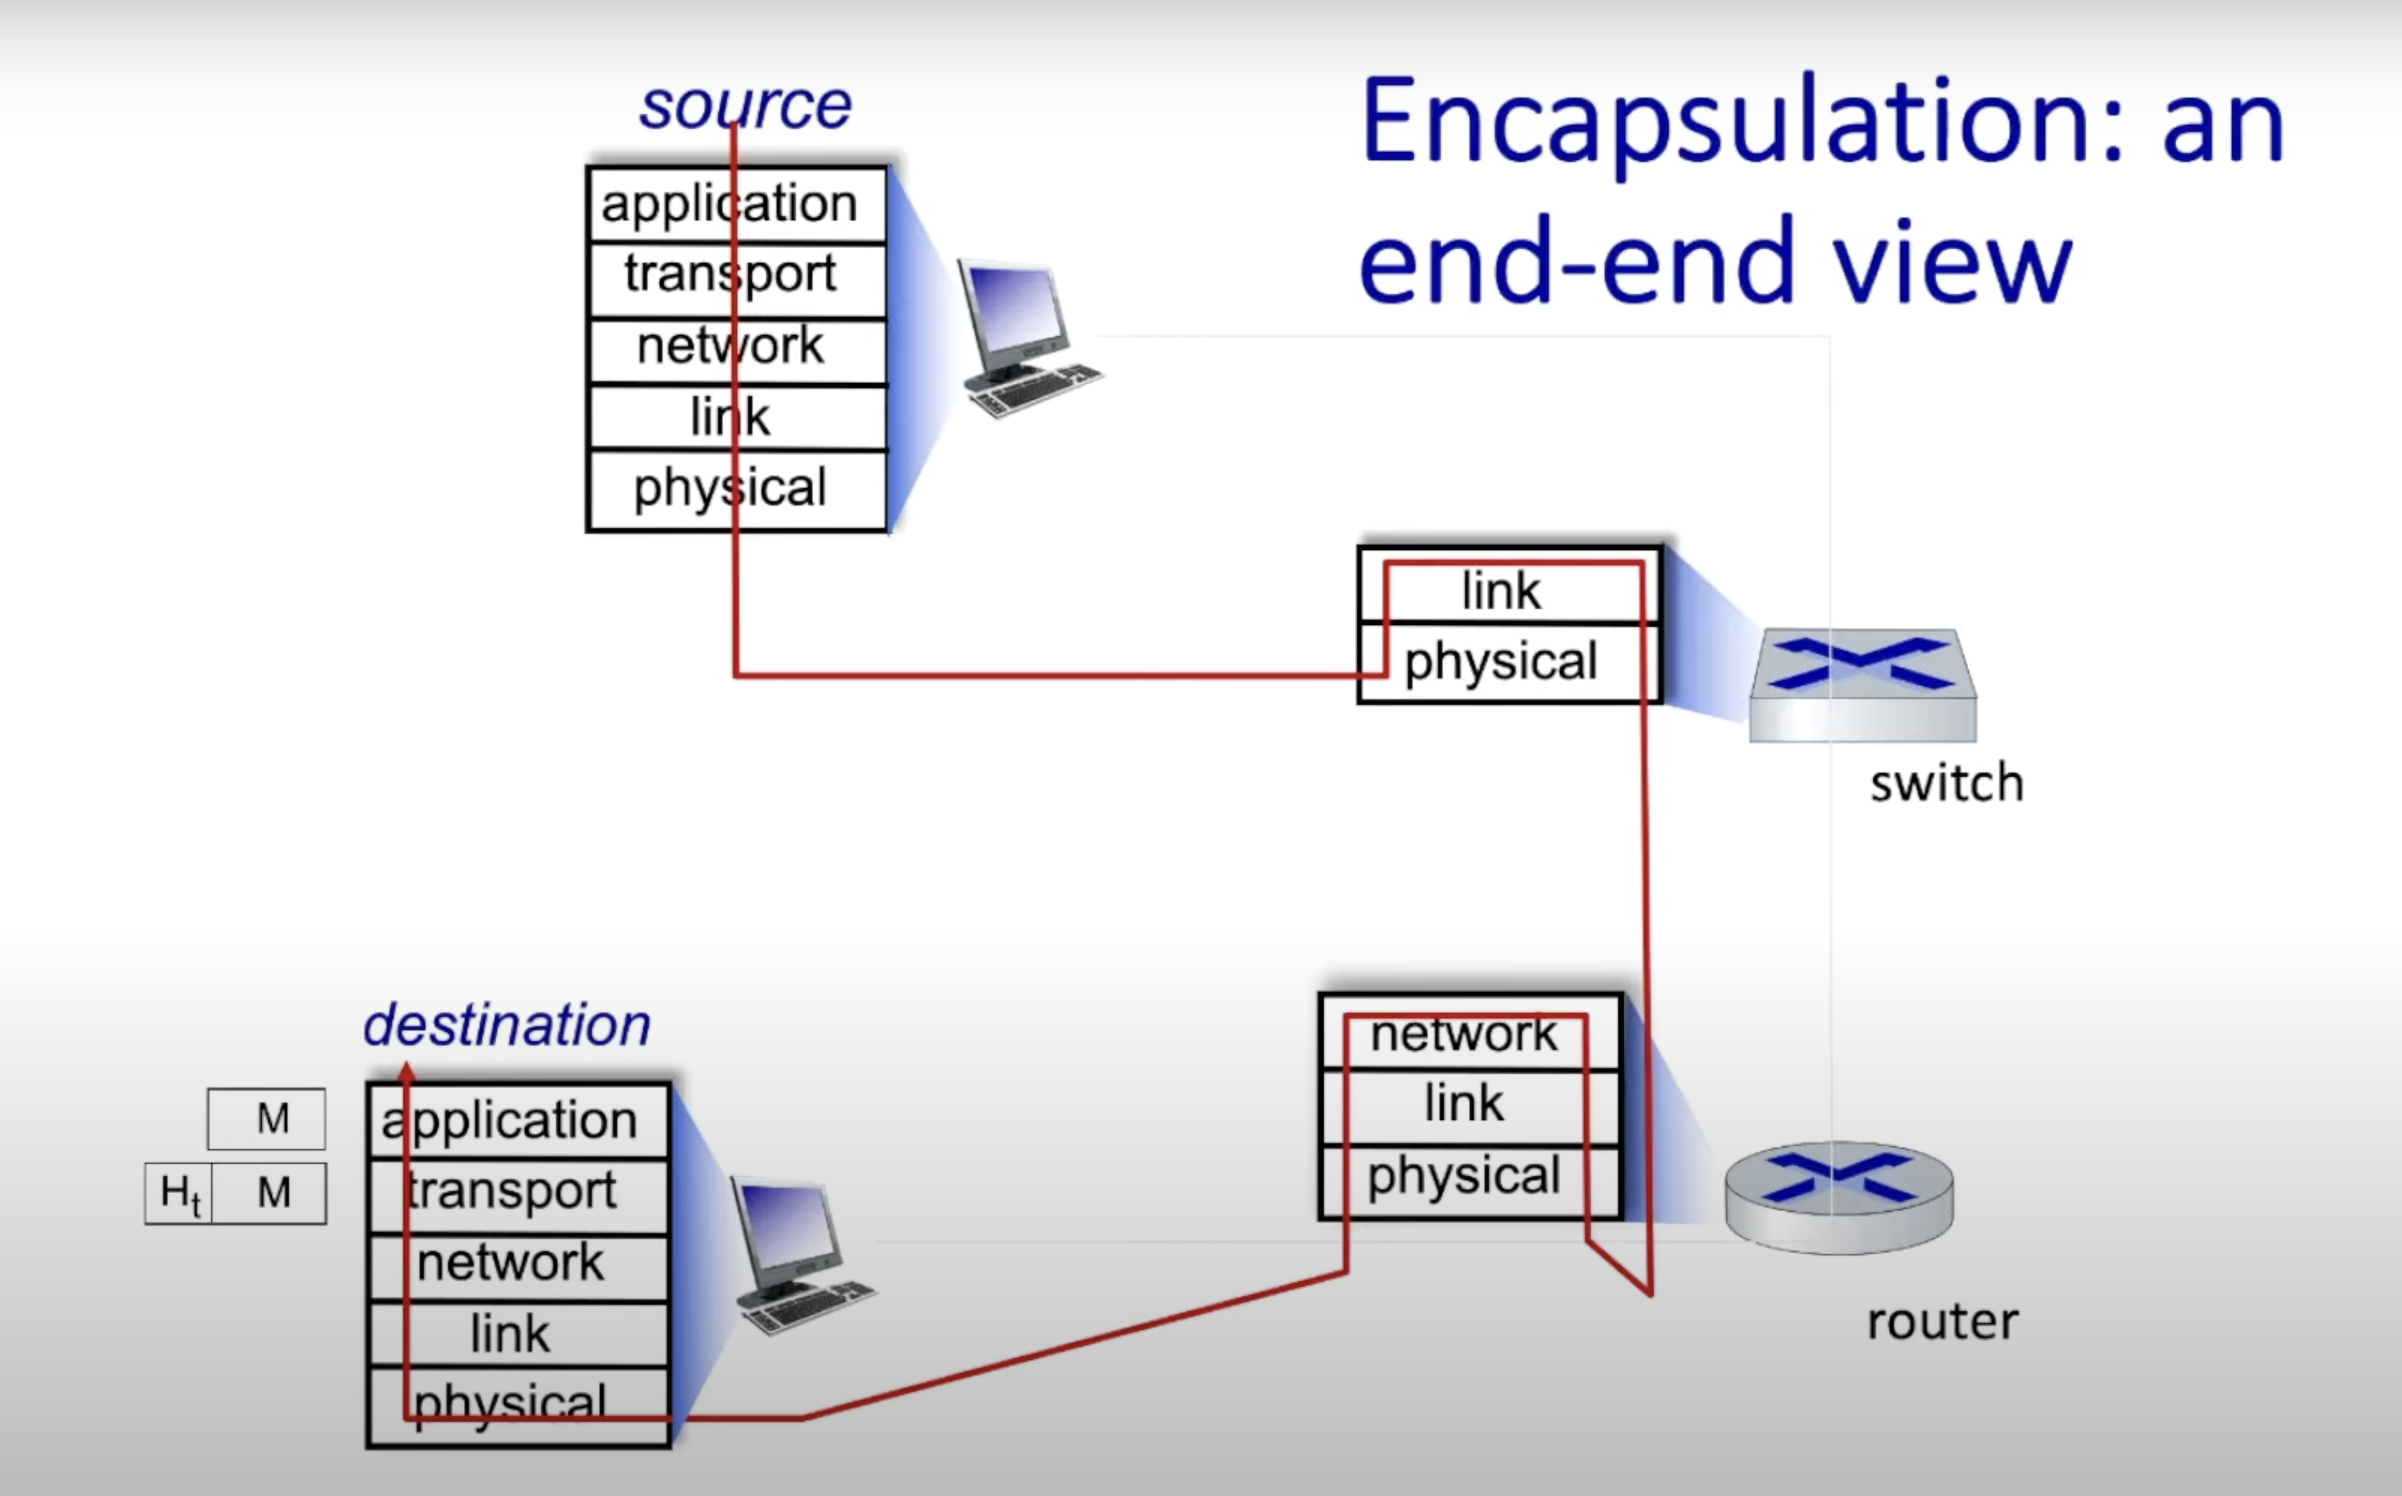 Encapsulation: an
end-end view
source
application
transport
network
link
physical
link
physical
switch
network
link
physical
router
destination
M
application
Ht M
transport
network
link
physical